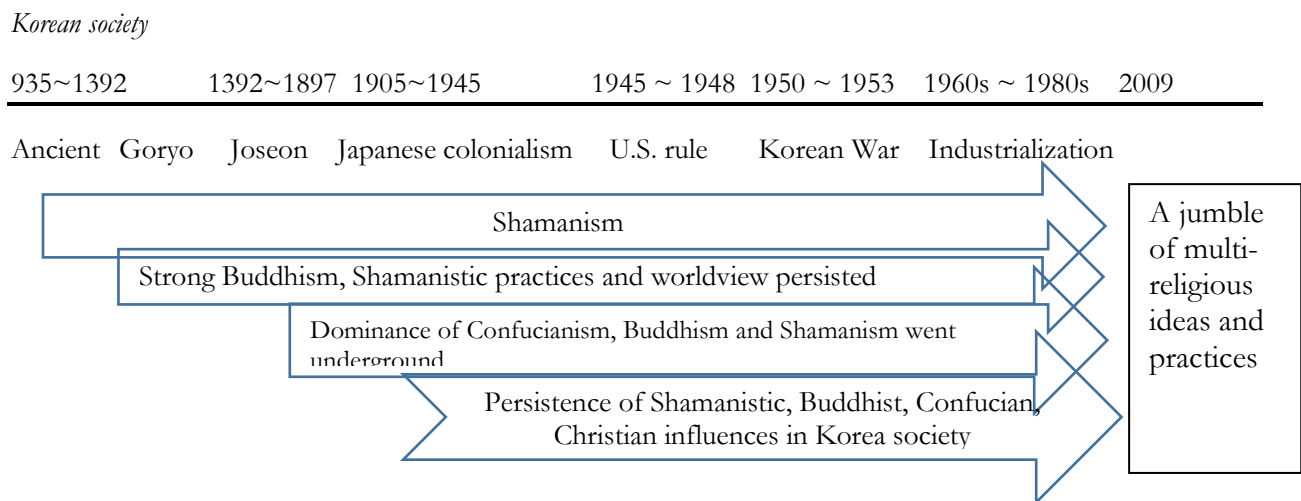 Korean society
935~1392 1392~1897 1905~1945 1945 ~ 1948 1950 ~ 1953 1960s ~ 1980s 2009
Ancient Goryo Joseon Japanese colonialism U.S. rule Korean War Industrialization
Shamanism
Strong Buddhism, Shamanistic practices and worldview persisted
Dominance of Confucianism, Buddhism and Shamanism went
underground
Persistence of Shamanistic, Buddhist, Confucian,
Christian influences in Korea society
A jumble
of multi-
religious
ideas and
practices